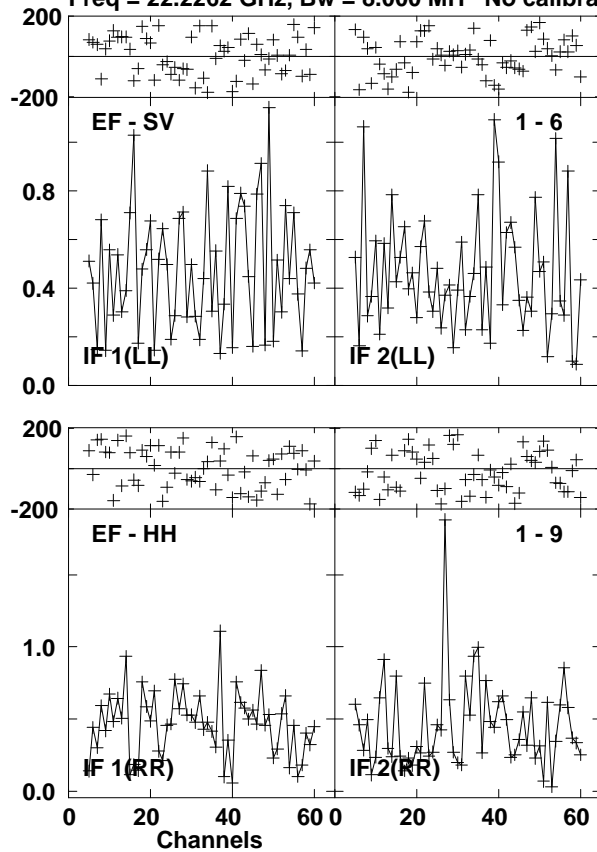 Freq = 22.2262 GHz, Bw = 8.000 MH No calibra
200
-200
EF - SV
1 - 6
0.8
0.4
IF 1(LL)
IF 2(LL)
0.0
200
-200
EF - HH
1 - 9
1.0
IF 1(RR)
IF 2(RR)
0.0
0 20 40 60 0 20 40 60
Channels